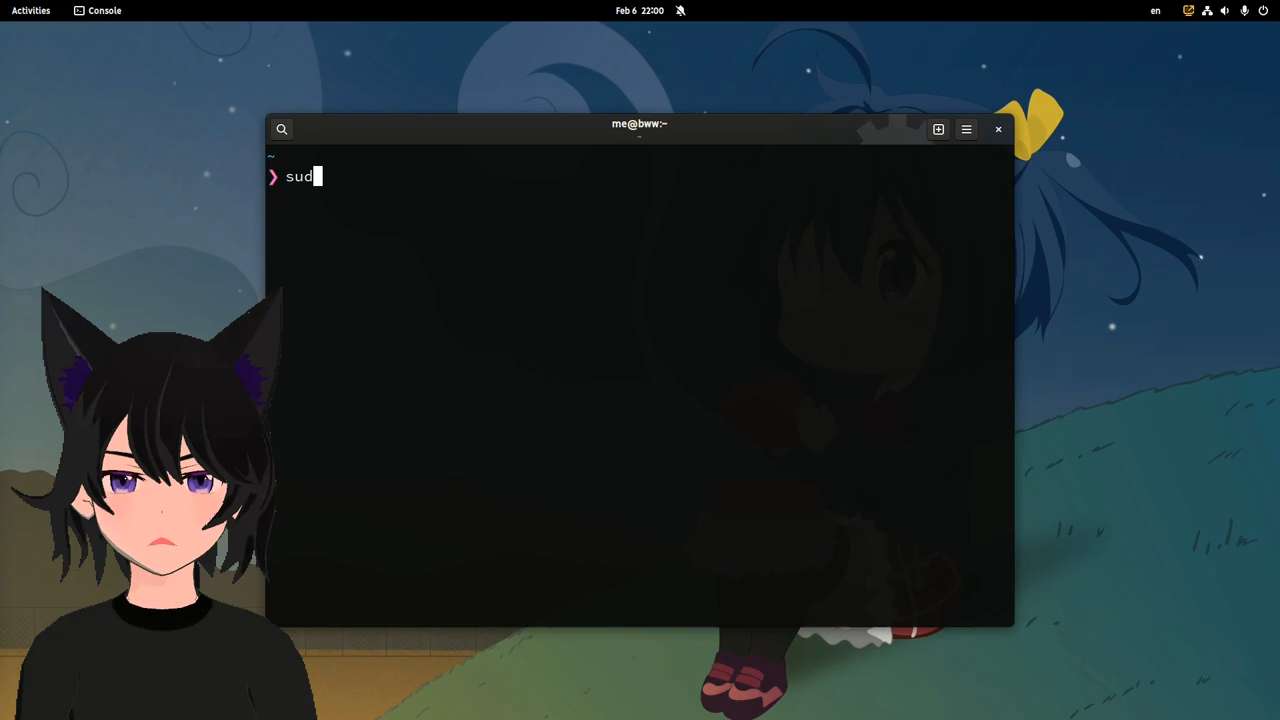 Activities
Console
Feb 6 22:00
en
me@bww:~
~
~
❯ sud